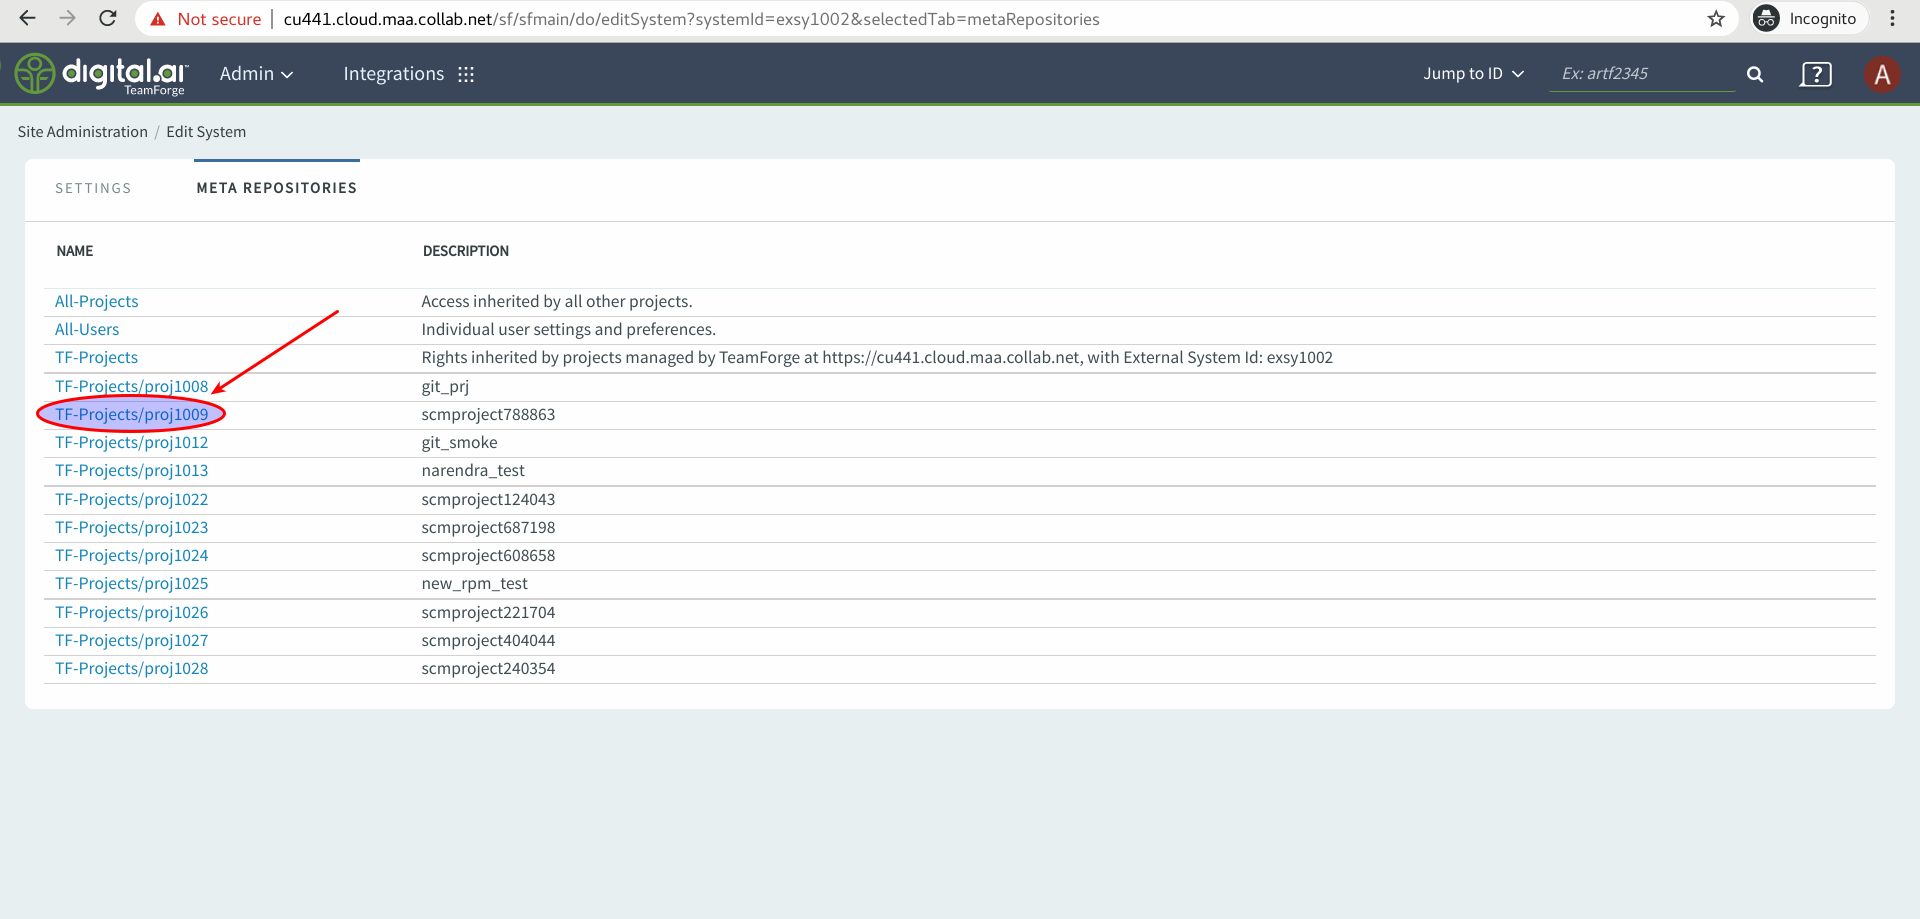 Not secure | cu441.cloud.maa.collab.net/sf/sfmain/do/editSystem?systemId=exsy1002&selectedTab=metaRepositories Incognito
digital.ai™ TeamForge Admin Integrations Jump to ID Ex: artf2345 ? A
Site Administration / Edit System
SETTINGS META REPOSITORIES
NAME DESCRIPTION
All-Projects Access inherited by all other projects.
All-Users Individual user settings and preferences.
TF-Projects Rights inherited by projects managed by TeamForge at https://cu441.cloud.maa.collab.net, with External System Id: exsy1002
TF-Projects/proj1008 git_prj
TF-Projects/proj1009 scmproject788863
TF-Projects/proj1012 git_smoke
TF-Projects/proj1013 narendra_test
TF-Projects/proj1022 scmproject124043
TF-Projects/proj1023 scmproject687198
TF-Projects/proj1024 scmproject608658
TF-Projects/proj1025 new_rpm_test
TF-Projects/proj1026 scmproject221704
TF-Projects/proj1027 scmproject404044
TF-Projects/proj1028 scmproject240354